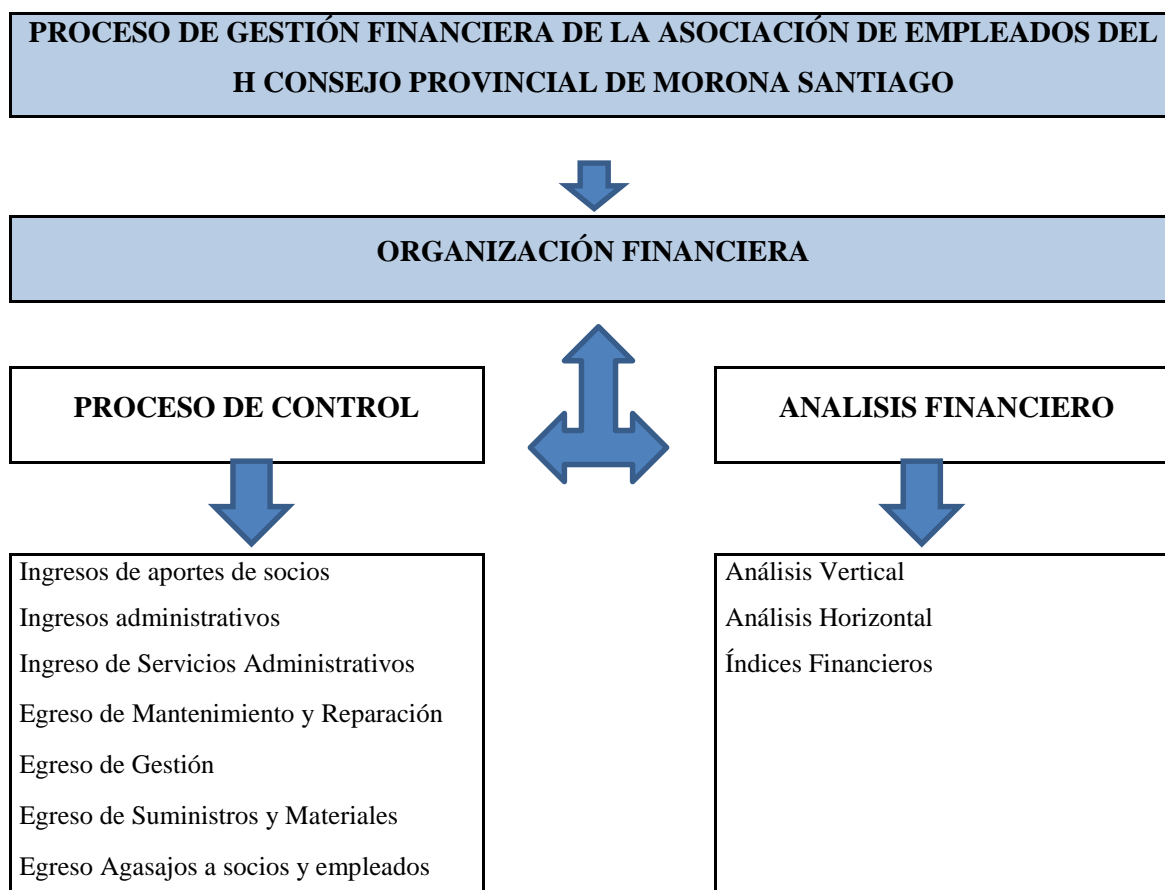 PROCESO DE GESTIÓN FINANCIERA DE LA ASOCIACIÓN DE EMPLEADOS DEL
H CONSEJO PROVINCIAL DE MORONA SANTIAGO
ORGANIZACIÓN FINANCIERA
PROCESO DE CONTROL
ANALISIS FINANCIERO
Ingresos de aportes de socios
Ingresos administrativos
Ingreso de Servicios Administrativos
Egreso de Mantenimiento y Reparación
Egreso de Gestión
Egreso de Suministros y Materiales
Egreso Agasajos a socios y empleados
Análisis Vertical
Análisis Horizontal
Índices Financieros